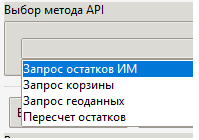 Выбор метода API
Запрос остатков ИМ
Запрос корзины
Запрос геоданных
Пересчет остатков